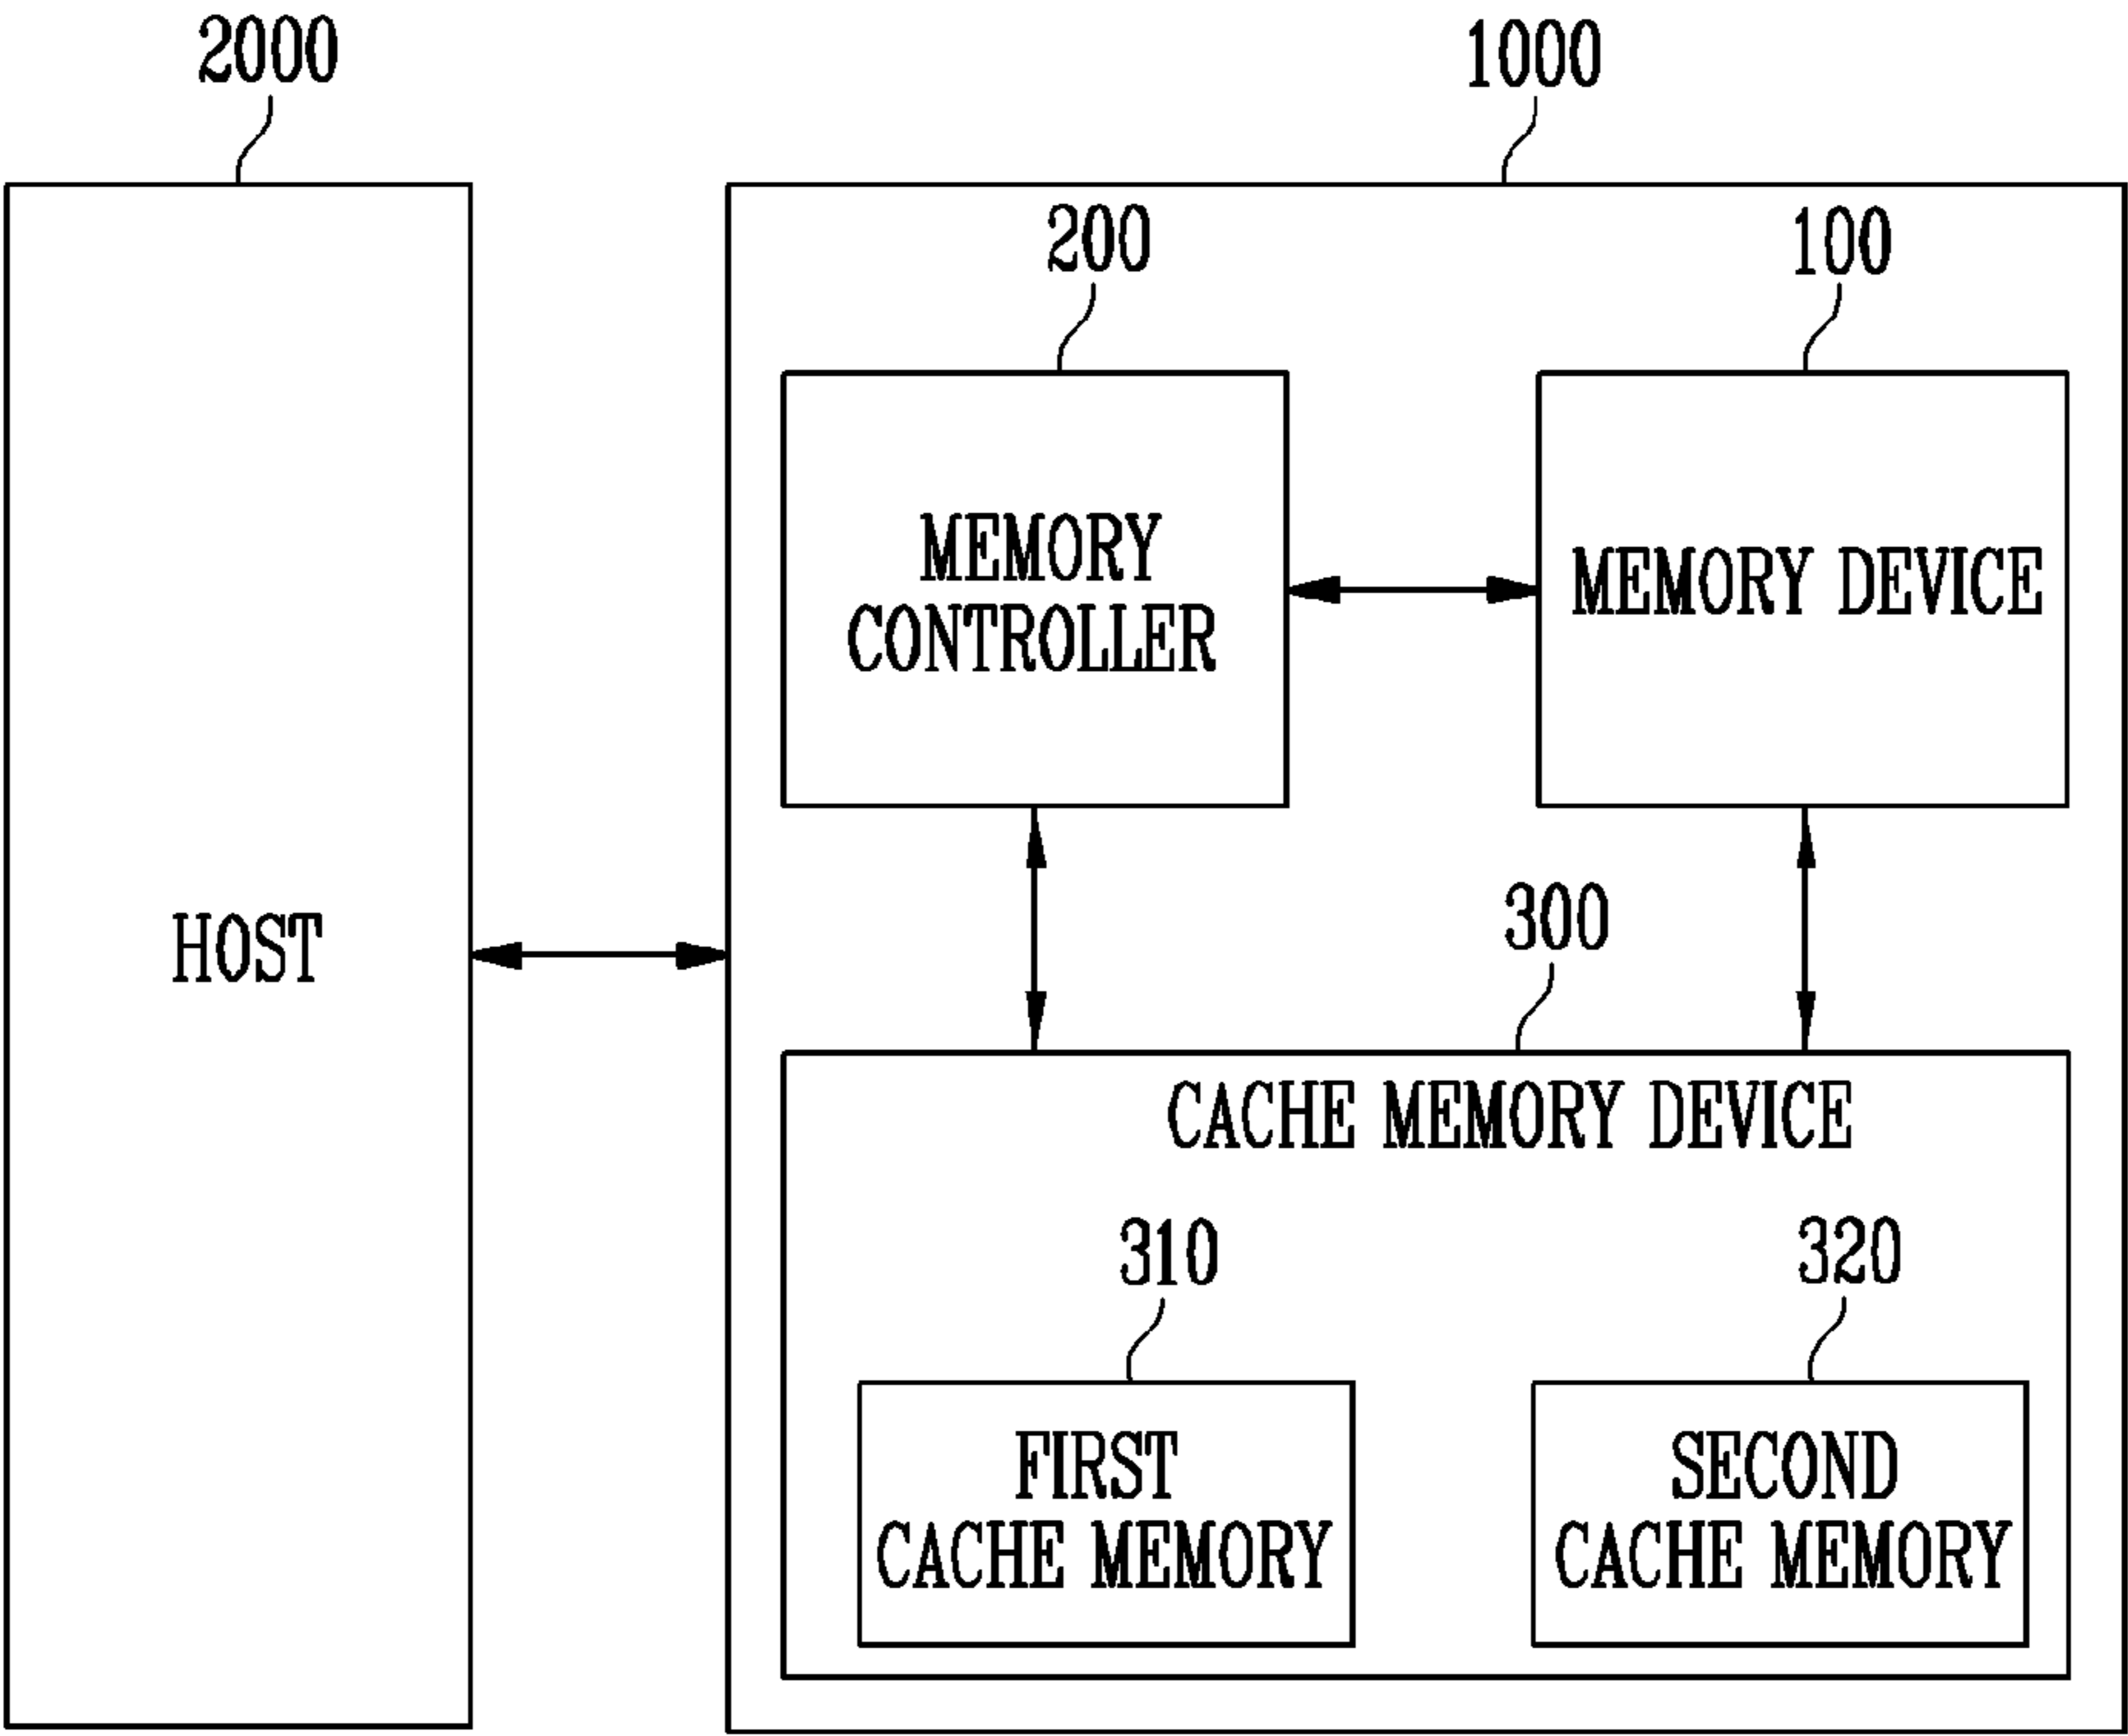 2000
1000
200
100
MEMORY
CONTROLLER
MEMORY DEVICE
HOST
300
CACHE MEMORY DEVICE
310
320
FIRST
CACHE MEMORY
SECOND
CACHE MEMORY